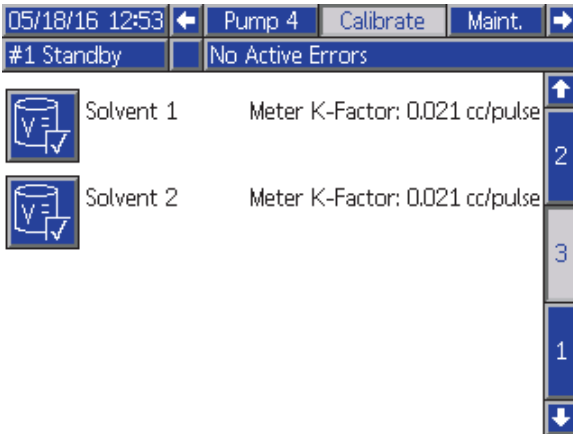 05/18/16 12:53 Pump 4 Calibrate Maint.
#1 Standby No Active Errors
Solvent 1 Meter K-Factor: 0.021 cc/pulse
2
Solvent 2 Meter K-Factor: 0.021 cc/pulse
3
1